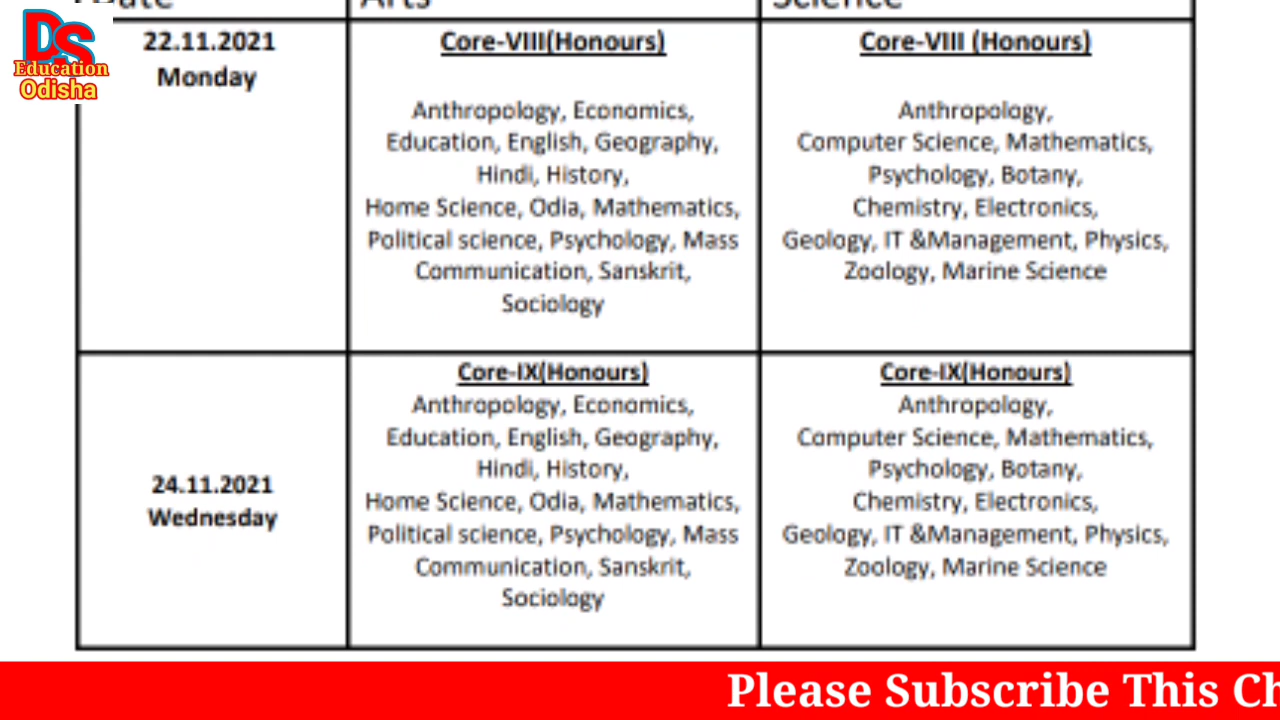 Date Arts Science
DS
Education
Odisha
22.11.2021
Monday
Core-VIII(Honours)
Anthropology, Economics,
Education, English, Geography,
Hindi, History,
Home Science, Odia, Mathematics,
Political science, Psychology, Mass
Communication, Sanskrit,
Sociology
Core-VIII (Honours)
Anthropology,
Computer Science, Mathematics,
Psychology, Botany,
Chemistry, Electronics,
Geology, IT &Management, Physics,
Zoology, Marine Science
24.11.2021
Wednesday
Core-IX(Honours)
Anthropology, Economics,
Education, English, Geography,
Hindi, History,
Home Science, Odia, Mathematics,
Political science, Psychology, Mass
Communication, Sanskrit,
Sociology
Core-IX(Honours)
Anthropology,
Computer Science, Mathematics,
Psychology, Botany,
Chemistry, Electronics,
Geology, IT &Management, Physics,
Zoology, Marine Science
Please Subscribe This Ch